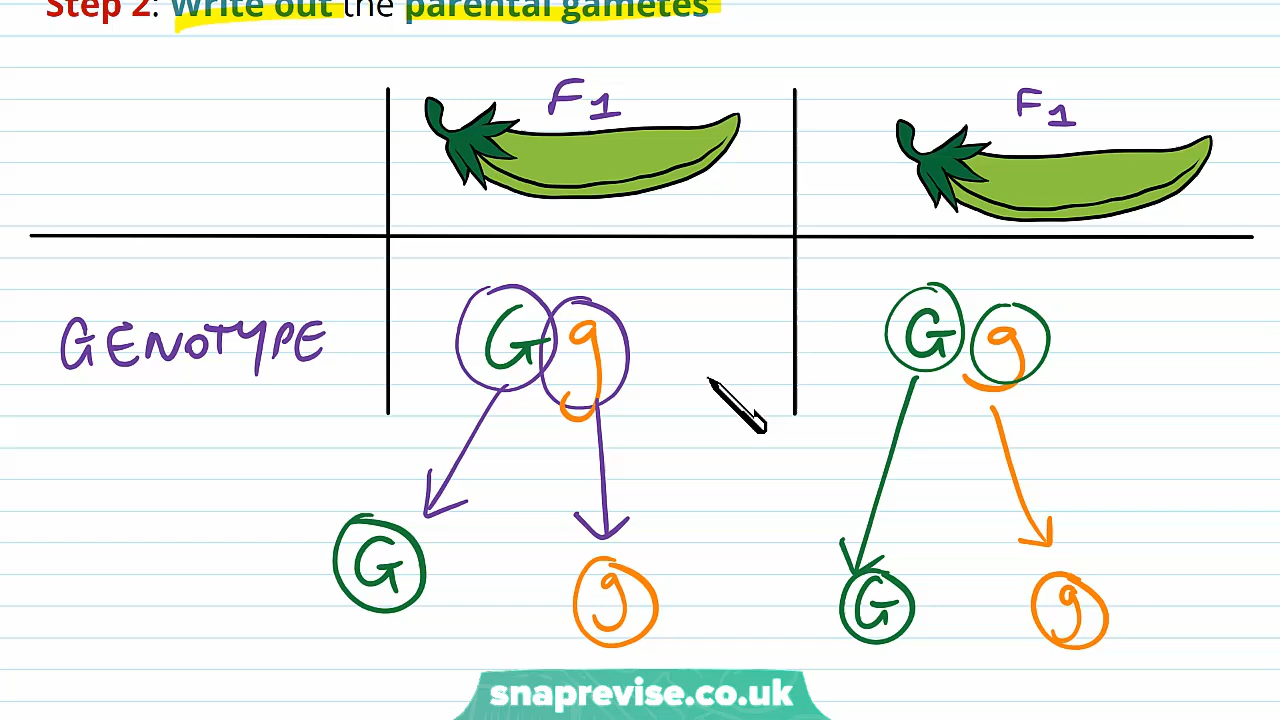 Step 2: Write out the parental gametes
F1 F1
GENOTYPE G g G g
G g G g
snaprevise.co.uk